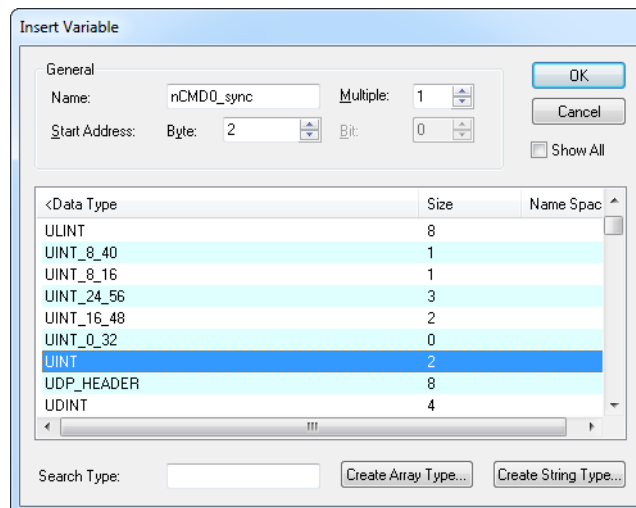 Insert Variable
General
Name: nCMD0_sync Multiple: 1 OK
Start Address: Byte: 2 Bit: 0 Cancel
Show All
<Data Type Size Name Spac
ULINT 8
UINT_8_40 1
UINT_8_16 1
UINT_24_56 3
UINT_16_48 2
UINT_0_32 0
UINT 2
UDP_HEADER 8
UDINT 4
Search Type: Create Array Type... Create String Type...